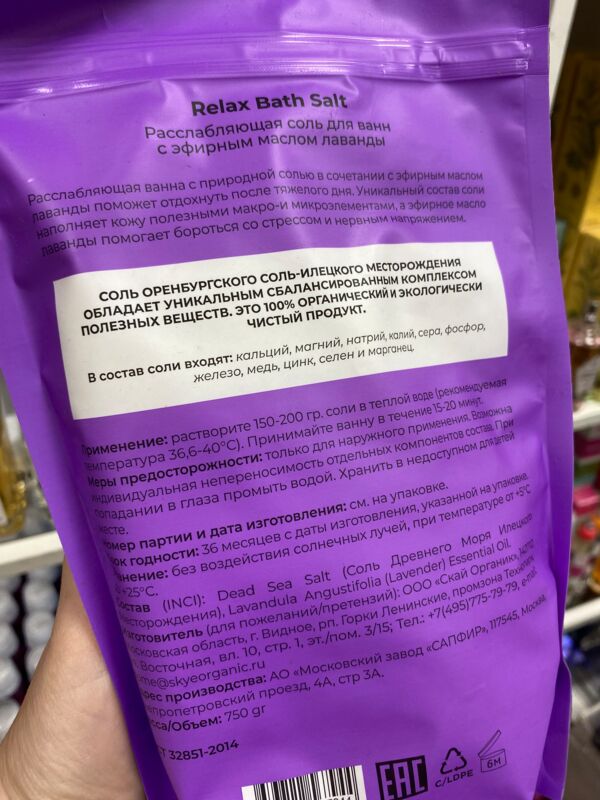 Relax Bath Salt
Расслабляющая соль для ванн
с эфирным маслом лаванды
Расслабляющая ванна с природной солью в сочетании с эфирным маслом
лаванды поможет отдохнуть после тяжелого дня. Уникальный состав соли
наполняет кожу полезными макро-и микроэлементами, а эфирное масло
лаванды помогает бороться со стрессом и нервным напряжением.
СОЛЬ ОРЕНБУРГСКОГО СОЛЬ-ИЛЕЦКОГО МЕСТОРОЖДЕНИЯ
ОБЛАДАЕТ УНИКАЛЬНЫМ СБАЛАНСИРОВАННЫМ КОМПЛЕКСОМ
ПОЛЕЗНЫХ ВЕЩЕСТВ. ЭТО 100% ОРГАНИЧЕСКИЙ И ЭКОЛОГИЧЕСКИ
ЧИСТЫЙ ПРОДУКТ.
В состав соли входят: кальций, магний, натрий, калий, сера, фосфор,
железо, медь, цинк, селен и марганец.
Применение: растворите 150-200 гр. соли в теплой воде (рекомендуемая
температура 36,6-40°C). Принимайте ванну в течение 15-20 минут.
Меры предосторожности: только для наружного применения. Возможна
индивидуальная непереносимость отдельных компонентов состава. При
попадании в глаза промыть водой. Хранить в недоступном для детей
месте.
Номер партии и дата изготовления: см. на упаковке.
Срок годности: 36 месяцев с даты изготовления, указанной на упаковке.
без воздействия солнечных лучей, при температуре от +5°C
+25°C.
Состав (INCI): Dead Sea Salt (Соль Древнего Моря Илецкого
месторождения), Lavandula Angustifolia (Lavender) Essential Oil.
Изготовитель (для пожеланий/претензий): ООО «Скай Органик»,
Московская область, г. Видное, рп. Горки Ленинские, промзона
Восточная, вл. 10, стр. 1, эт./пом. 3/15; Тел.: +7(495)775-79-79, e-mail:
@skyeorganic.ru
Адрес производства: АО «Московский завод «САПФИР», 117545, Москва,
проезд, 4А, стр 3А.
Масса/Объем: 750 gr
32851-2014
EAC
C/LDPE
6M